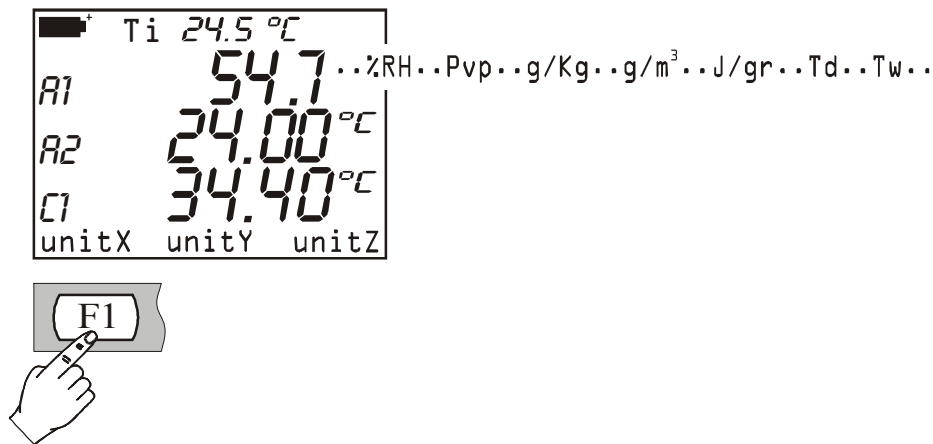 Ti 24.5 °C
A1 54.7 ..%RH..Pvp..g/Kg..g/m³..J/gr..Td..Tw..
A2 24.00 °C
C1 34.40 °C
unitX unitY unitZ
F1